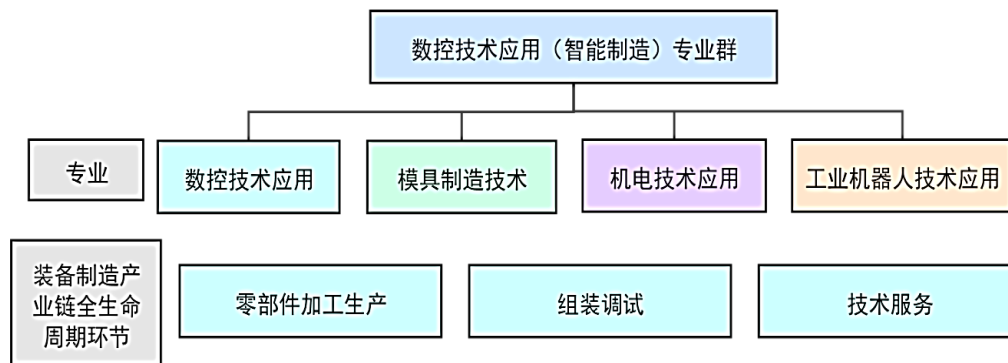 数控技术应用（智能制造）专业群
专业
数控技术应用
模具制造技术
机电技术应用
工业机器人技术应用
装备制造产
业链全生命
周期环节
零部件加工生产
组装调试
技术服务